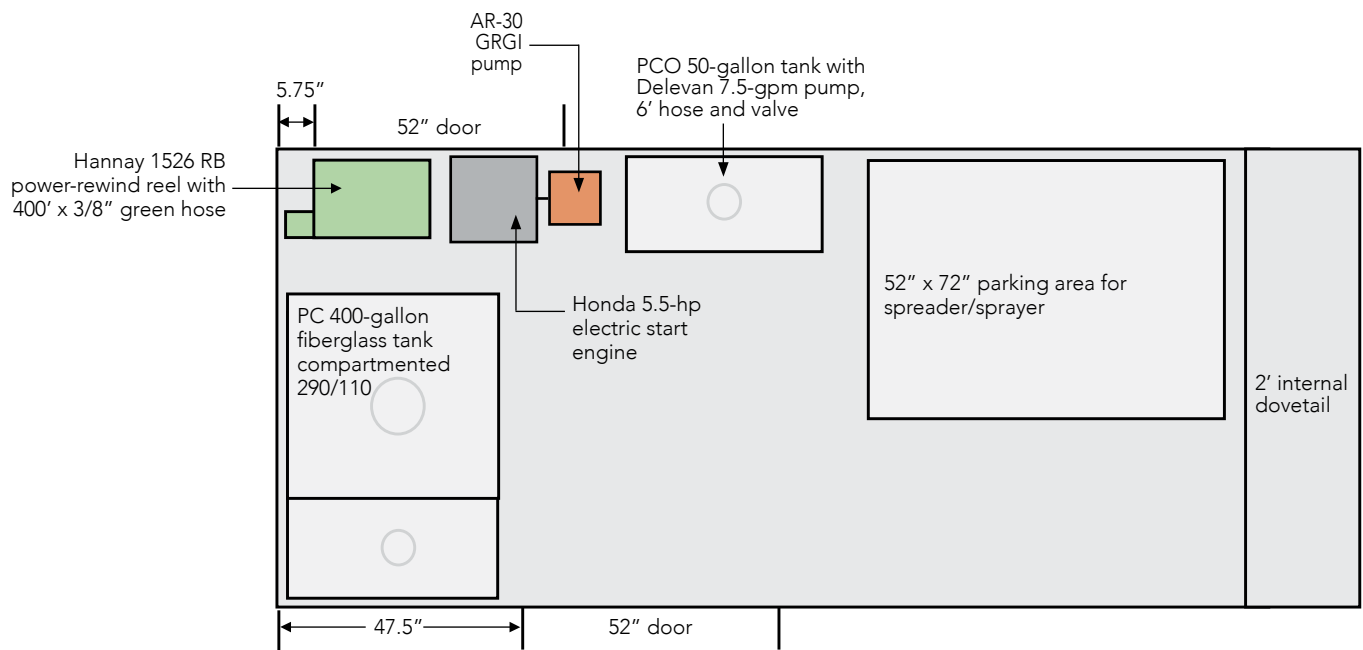 AR-30
GRGI
pump
PCO 50-gallon tank with
Delevan 7.5-gpm pump,
6’ hose and valve
5.75”
52” door
Hannay 1526 RB
power-rewind reel with
400’ x 3/8” green hose
52” x 72” parking area for
spreader/sprayer
Honda 5.5-hp
electric start
engine
PC 400-gallon
fiberglass tank
compartmented
290/110
2’ internal
dovetail
47.5”
52” door